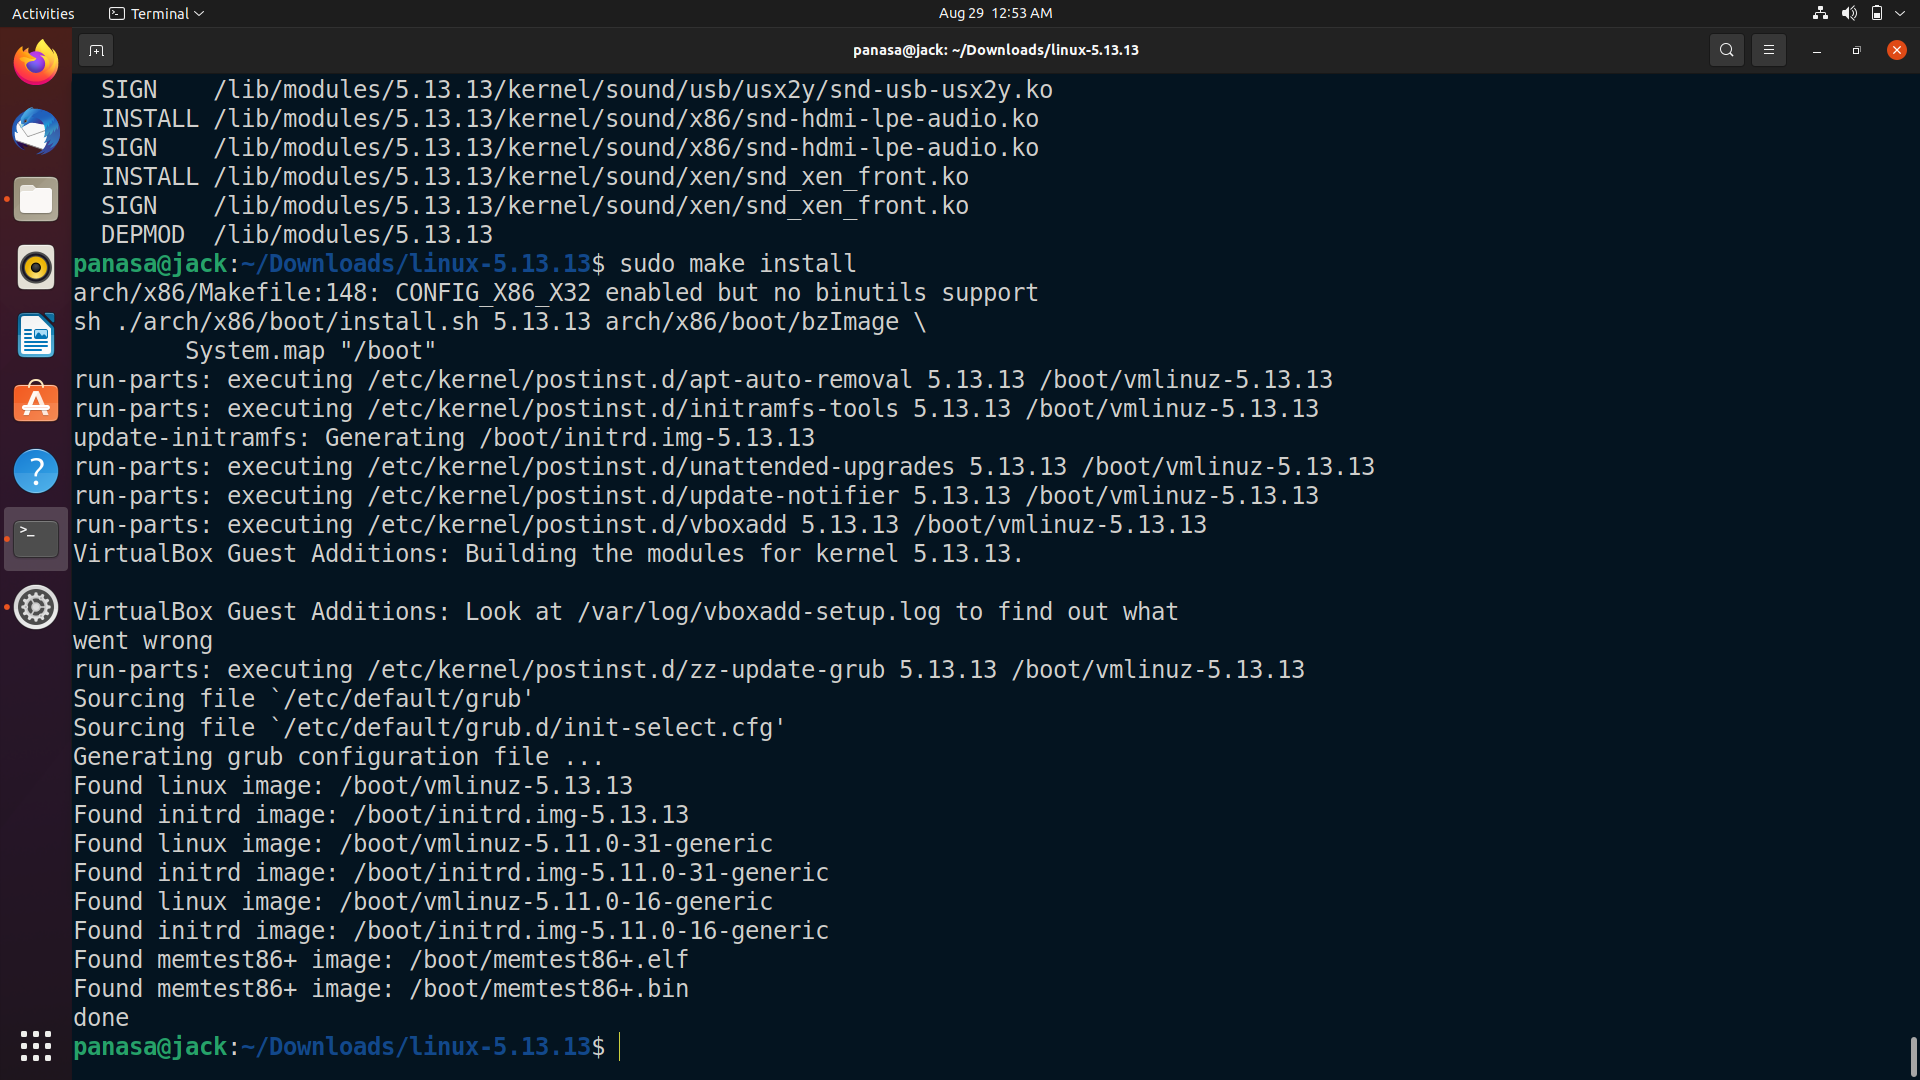 Activities
Terminal
Aug 29 12:53 AM
panasa@jack: ~/Downloads/linux-5.13.13
  SIGN    /lib/modules/5.13.13/kernel/sound/usb/usx2y/snd-usb-usx2y.ko
  INSTALL /lib/modules/5.13.13/kernel/sound/x86/snd-hdmi-lpe-audio.ko
  SIGN    /lib/modules/5.13.13/kernel/sound/x86/snd-hdmi-lpe-audio.ko
  INSTALL /lib/modules/5.13.13/kernel/sound/xen/snd_xen_front.ko
  SIGN    /lib/modules/5.13.13/kernel/sound/xen/snd_xen_front.ko
  DEPMOD  /lib/modules/5.13.13
panasa@jack:~/Downloads/linux-5.13.13$ sudo make install
arch/x86/Makefile:148: CONFIG_X86_X32 enabled but no binutils support
sh ./arch/x86/boot/install.sh 5.13.13 arch/x86/boot/bzImage \
        System.map "/boot"
run-parts: executing /etc/kernel/postinst.d/apt-auto-removal 5.13.13 /boot/vmlinuz-5.13.13
run-parts: executing /etc/kernel/postinst.d/initramfs-tools 5.13.13 /boot/vmlinuz-5.13.13
update-initramfs: Generating /boot/initrd.img-5.13.13
run-parts: executing /etc/kernel/postinst.d/unattended-upgrades 5.13.13 /boot/vmlinuz-5.13.13
run-parts: executing /etc/kernel/postinst.d/update-notifier 5.13.13 /boot/vmlinuz-5.13.13
run-parts: executing /etc/kernel/postinst.d/vboxadd 5.13.13 /boot/vmlinuz-5.13.13
VirtualBox Guest Additions: Building the modules for kernel 5.13.13.
VirtualBox Guest Additions: Look at /var/log/vboxadd-setup.log to find out what
went wrong
run-parts: executing /etc/kernel/postinst.d/zz-update-grub 5.13.13 /boot/vmlinuz-5.13.13
Sourcing file `/etc/default/grub'
Sourcing file `/etc/default/grub.d/init-select.cfg'
Generating grub configuration file ...
Found linux image: /boot/vmlinuz-5.13.13
Found initrd image: /boot/initrd.img-5.13.13
Found linux image: /boot/vmlinuz-5.11.0-31-generic
Found initrd image: /boot/initrd.img-5.11.0-31-generic
Found linux image: /boot/vmlinuz-5.11.0-16-generic
Found initrd image: /boot/initrd.img-5.11.0-16-generic
Found memtest86+ image: /boot/memtest86+.elf
Found memtest86+ image: /boot/memtest86+.bin
done
panasa@jack:~/Downloads/linux-5.13.13$